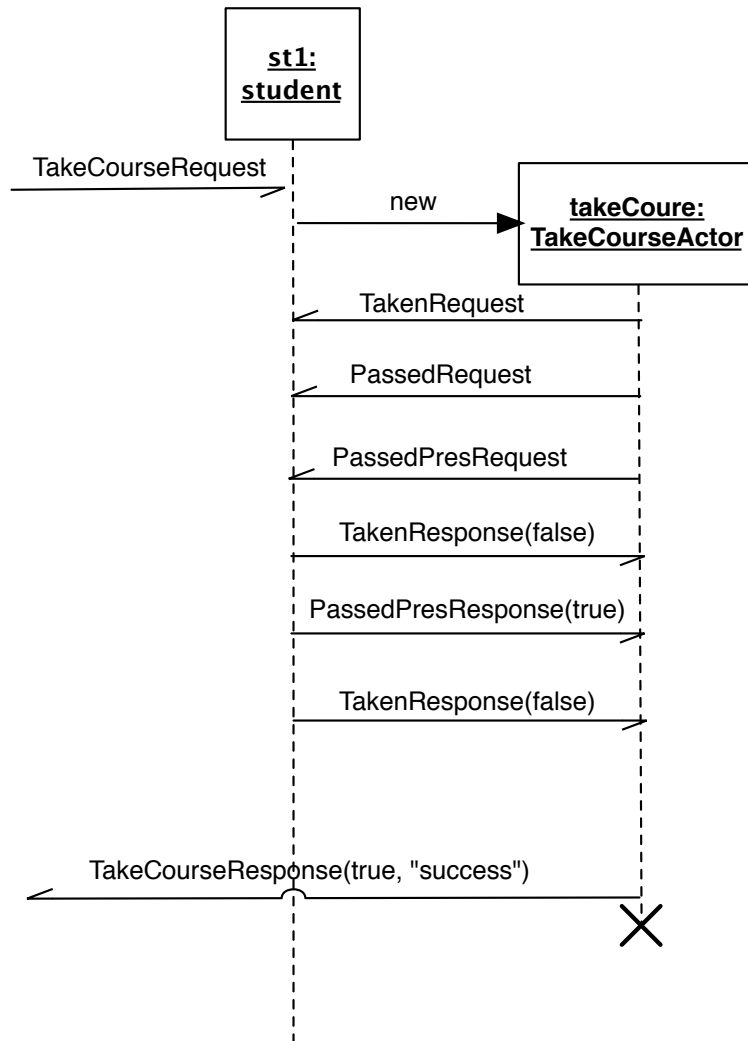 st1:
student
TakeCourseRequest
new
takeCoure:
TakeCourseActor
TakenRequest
PassedRequest
PassedPresRequest
TakenResponse(false)
PassedPresResponse(true)
TakenResponse(false)
TakeCourseResponse(true, "success")